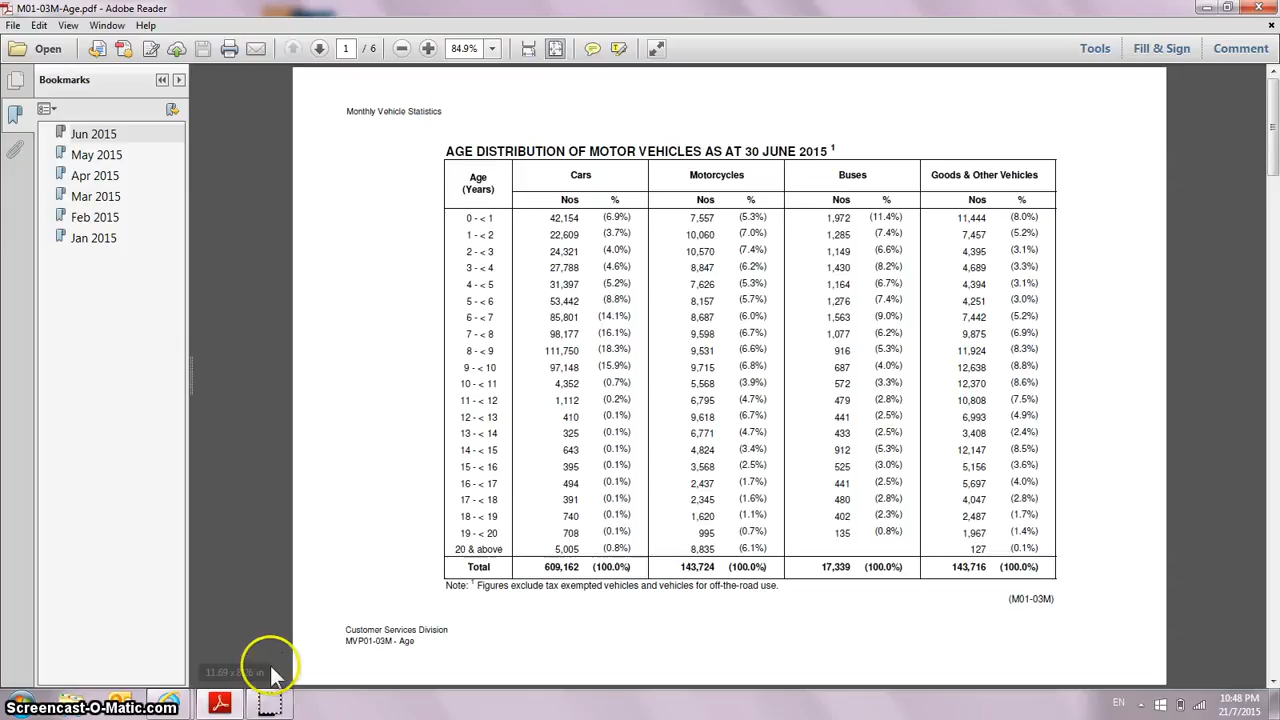 M01-03M-Age.pdf - Adobe Reader
File Edit View Window Help
Open 1 / 6 84.9% Tools Fill & Sign Comment
Bookmarks
Jun 2015
May 2015
Apr 2015
Mar 2015
Feb 2015
Jan 2015
Monthly Vehicle Statistics
AGE DISTRIBUTION OF MOTOR VEHICLES AS AT 30 JUNE 2015 1
Age (Years) Cars Motorcycles Buses Goods & Other Vehicles
Nos % Nos % Nos % Nos %
0 - < 1 42,154 (6.9%) 7,557 (5.3%) 1,972 (11.4%) 11,444 (8.0%)
1 - < 2 22,609 (3.7%) 10,060 (7.0%) 1,285 (7.4%) 7,457 (5.2%)
2 - < 3 24,321 (4.0%) 10,570 (7.4%) 1,149 (6.6%) 4,395 (3.1%)
3 - < 4 27,788 (4.6%) 8,847 (6.2%) 1,430 (8.2%) 4,689 (3.3%)
4 - < 5 31,397 (5.2%) 7,626 (5.3%) 1,164 (6.7%) 4,394 (3.1%)
5 - < 6 53,442 (8.8%) 8,157 (5.7%) 1,276 (7.4%) 4,251 (3.0%)
6 - < 7 85,801 (14.1%) 8,687 (6.0%) 1,563 (9.0%) 7,442 (5.2%)
7 - < 8 98,177 (16.1%) 9,598 (6.7%) 1,077 (6.2%) 9,875 (6.9%)
8 - < 9 111,750 (18.3%) 9,531 (6.6%) 916 (5.3%) 11,924 (8.3%)
9 - < 10 97,148 (15.9%) 9,715 (6.8%) 687 (4.0%) 12,638 (8.8%)
10 - < 11 4,352 (0.7%) 5,568 (3.9%) 572 (3.3%) 12,370 (8.6%)
11 - < 12 1,112 (0.2%) 6,795 (4.7%) 479 (2.8%) 10,808 (7.5%)
12 - < 13 410 (0.1%) 9,618 (6.7%) 441 (2.5%) 6,993 (4.9%)
13 - < 14 325 (0.1%) 6,771 (4.7%) 433 (2.5%) 3,408 (2.4%)
14 - < 15 643 (0.1%) 4,824 (3.4%) 912 (5.3%) 12,147 (8.5%)
15 - < 16 395 (0.1%) 3,568 (2.5%) 525 (3.0%) 5,156 (3.6%)
16 - < 17 494 (0.1%) 2,437 (1.7%) 441 (2.5%) 5,697 (4.0%)
17 - < 18 391 (0.1%) 2,345 (1.6%) 480 (2.8%) 4,047 (2.8%)
18 - < 19 740 (0.1%) 1,620 (1.1%) 402 (2.3%) 2,487 (1.7%)
19 - < 20 708 (0.1%) 995 (0.7%) 135 (0.8%) 1,967 (1.4%)
20 & above 5,005 (0.8%) 8,835 (6.1%) 127 (0.1%)
Total 609,162 (100.0%) 143,724 (100.0%) 17,339 (100.0%) 143,716 (100.0%)
Note: 1 Figures exclude tax exempted vehicles and vehicles for off-the-road use.
(M01-03M)
Customer Services Division
MVP01-03M - Age
11.69 x 8.26 in
Screencast-O-Matic.com
EN 10:48 PM
21/7/2015